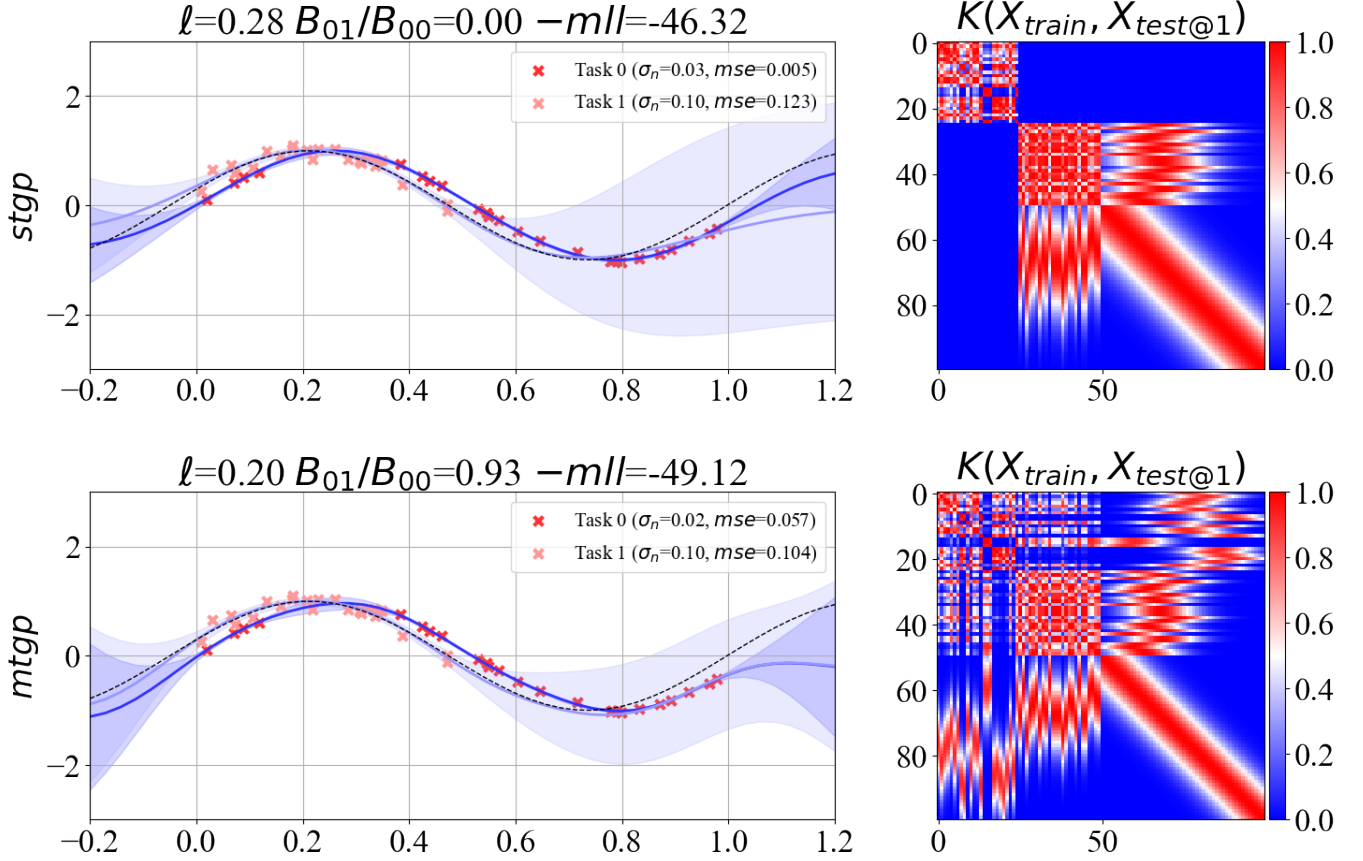 ℓ=0.28 B₀₁/B₀₀=0.00 −mll=-46.32
K(X_train, X_test@1)
stgp
Task 0 (σₙ=0.03, mse=0.005)
Task 1 (σₙ=0.10, mse=0.123)
2
0
−2
−0.2 0.0 0.2 0.4 0.6 0.8 1.0 1.2
0
20
40
60
80
0 50
1.0
0.8
0.6
0.4
0.2
0.0
ℓ=0.20 B₀₁/B₀₀=0.93 −mll=-49.12
K(X_train, X_test@1)
mtgp
Task 0 (σₙ=0.02, mse=0.057)
Task 1 (σₙ=0.10, mse=0.104)
2
0
−2
−0.2 0.0 0.2 0.4 0.6 0.8 1.0 1.2
0
20
40
60
80
0 50
1.0
0.8
0.6
0.4
0.2
0.0